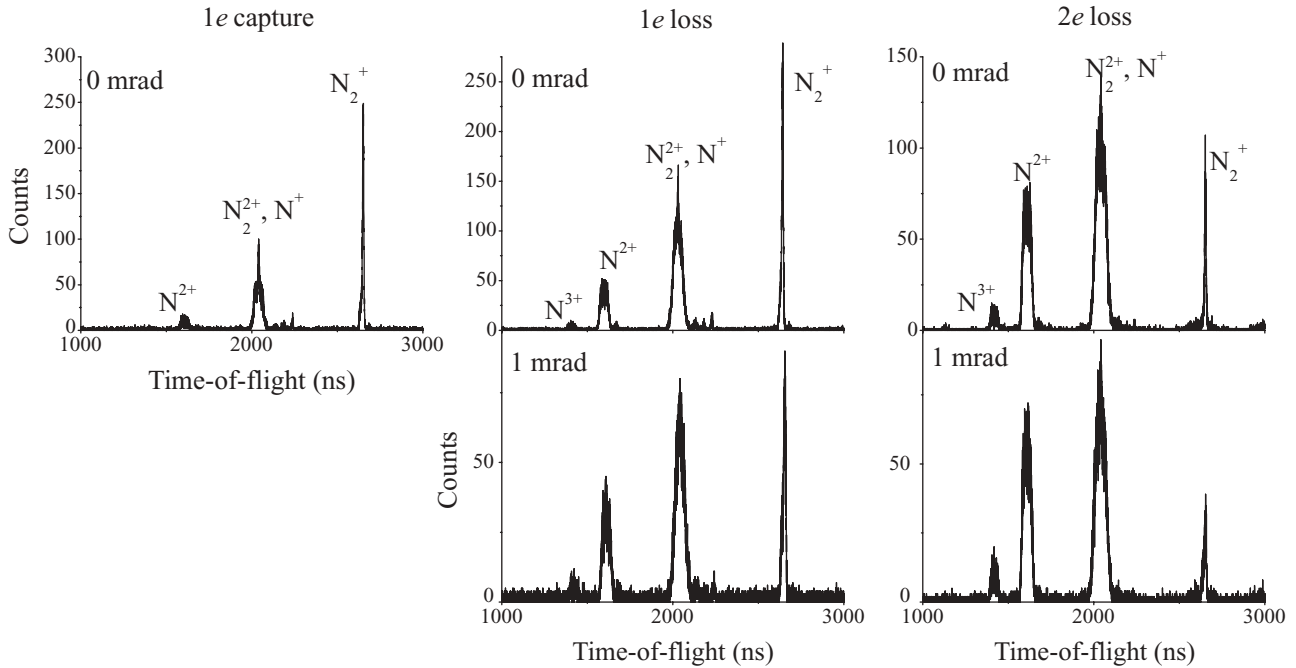 1e capture
300
250
200
150
100
50
0
Counts
0 mrad
N₂⁺
N₂²⁺, N⁺
N²⁺
1000 2000 3000
Time-of-flight (ns)
1e loss
250
200
150
100
50
0
0 mrad
N₂⁺
N₂²⁺, N⁺
N²⁺
N³⁺
1 mrad
50
0
Counts
1000 2000 3000
Time-of-flight (ns)
2e loss
150
100
50
0
0 mrad
N₂²⁺, N⁺
N²⁺
N₂⁺
N³⁺
1000 2000 3000
1 mrad
50
0
1000 2000 3000
Time-of-flight (ns)